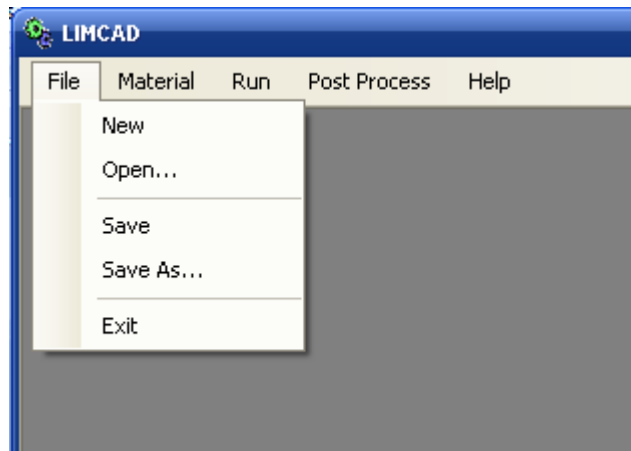 LIMCAD
File Material Run Post Process Help
New
Open...
Save
Save As...
Exit